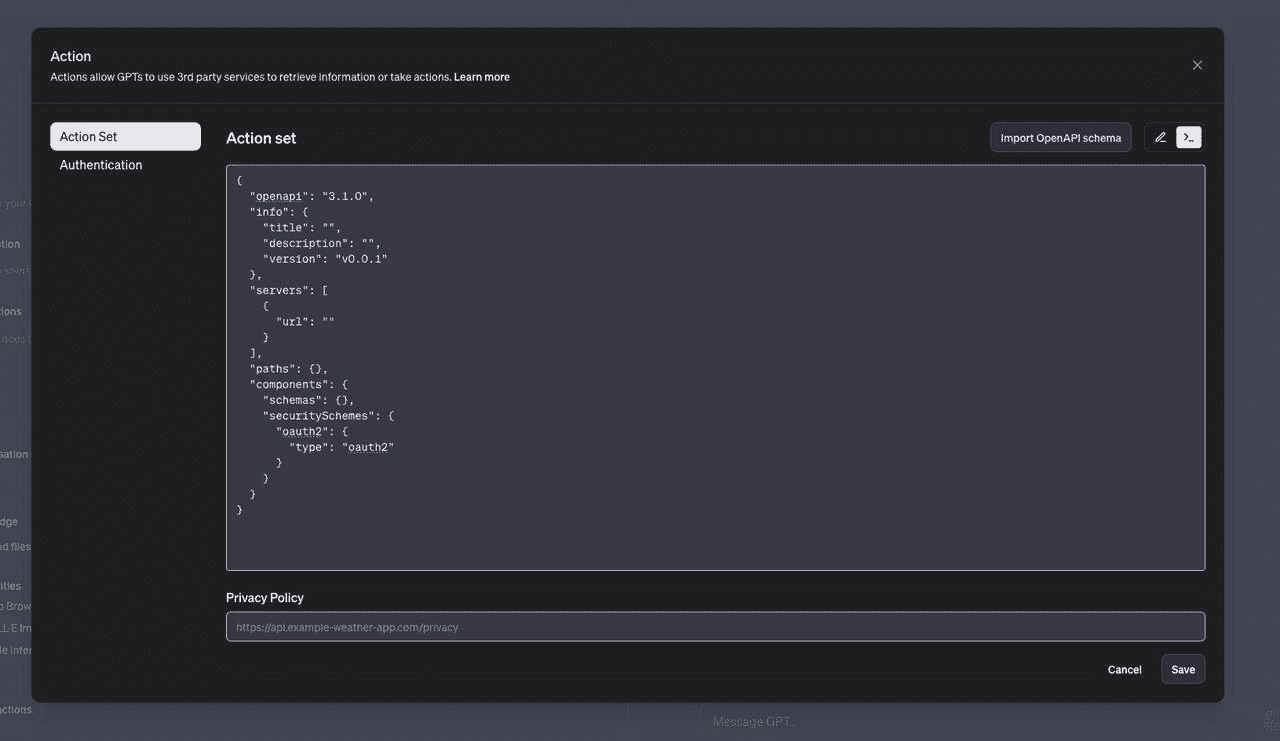 Action
Actions allow GPTs to use 3rd party services to retrieve information or take actions. Learn more
Action Set
Authentication
Action set
Import OpenAPI schema
{
  "openapi": "3.1.0",
  "info": {
    "title": "",
    "description": "",
    "version": "v0.0.1"
  },
  "servers": [
    {
      "url": ""
    }
  ],
  "paths": {},
  "components": {
    "schemas": {},
    "securitySchemes": {
      "oauth2": {
        "type": "oauth2"
      }
    }
  }
}
Privacy Policy
https://api.example-weather-app.com/privacy
Cancel
Save
Message GPT...